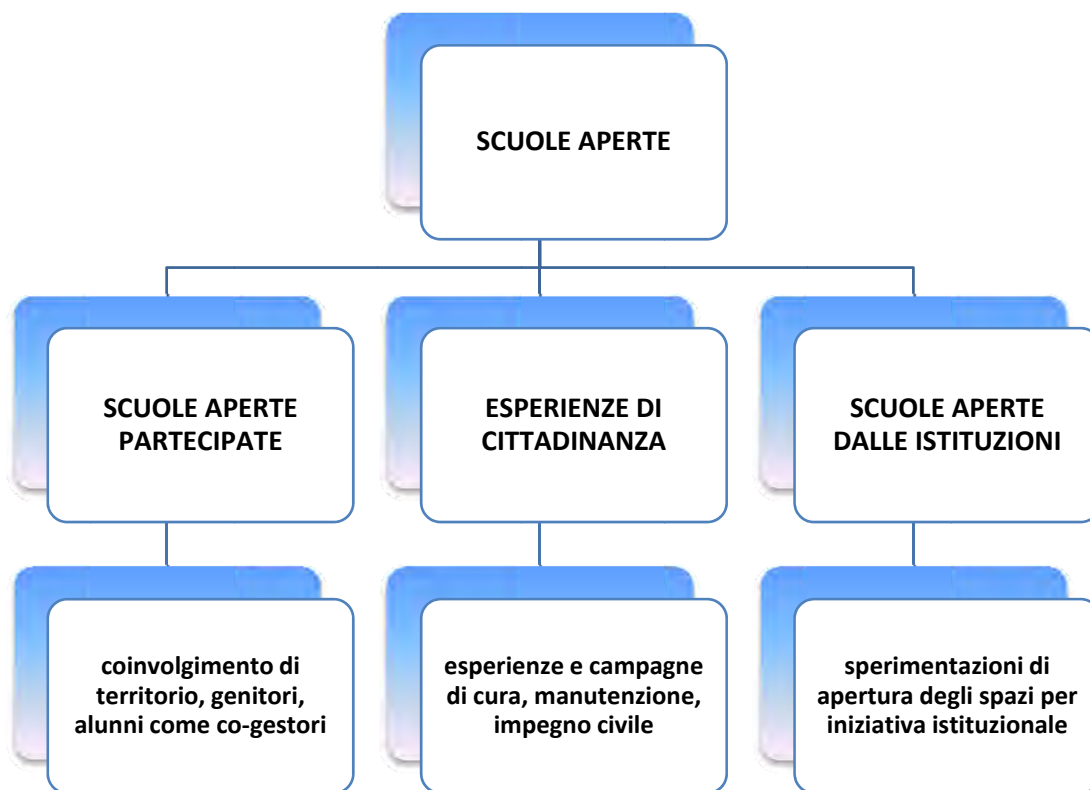 SCUOLE APERTE
SCUOLE APERTE
PARTECIPATE
ESPERIENZE DI
CITTADINANZA
SCUOLE APERTE
DALLE ISTITUZIONI
coinvolgimento di
territorio, genitori,
alunni come co-gestori
esperienze e campagne
di cura, manutenzione,
impegno civile
sperimentazioni di
apertura degli spazi per
iniziativa istituzionale